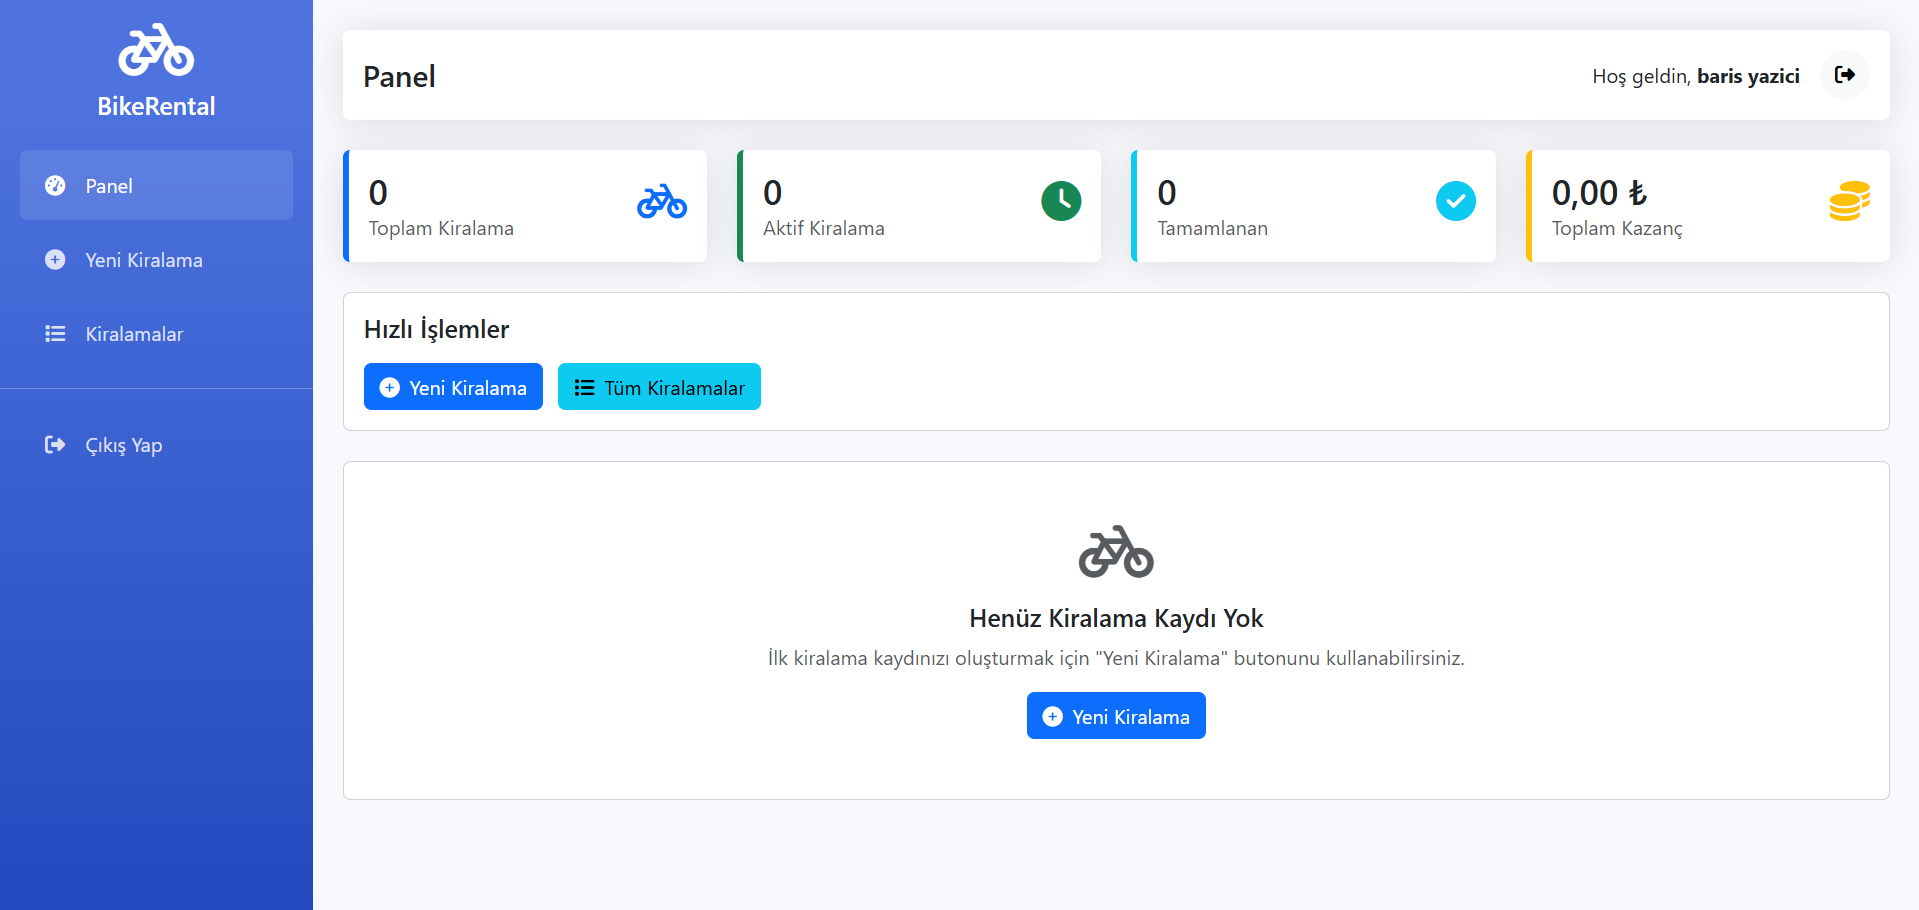 BikeRental
Panel
Yeni Kiralama
Kiralamalar
Çıkış Yap
Panel
Hoş geldin, baris yazici
0
Toplam Kiralama
0
Aktif Kiralama
0
Tamamlanan
0,00 ₺
Toplam Kazanç
Hızlı İşlemler
Yeni Kiralama
Tüm Kiralamalar
Henüz Kiralama Kaydı Yok
İlk kiralama kaydınızı oluşturmak için "Yeni Kiralama" butonunu kullanabilirsiniz.
Yeni Kiralama